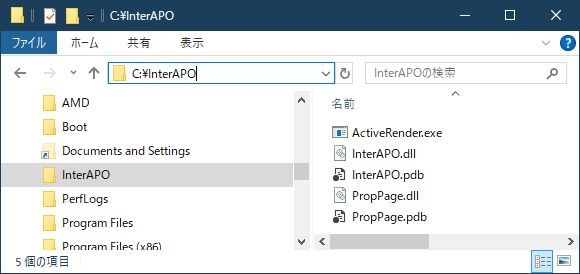 C:¥InterAPO
ファイル ホーム 共有 表示
C:¥InterAPO
InterAPOの検索
AMD
Boot
Documents and Settings
InterAPO
PerfLogs
Program Files
Program Files (x86)
名前
ActiveRender.exe
InterAPO.dll
InterAPO.pdb
PropPage.dll
PropPage.pdb
5 個の項目